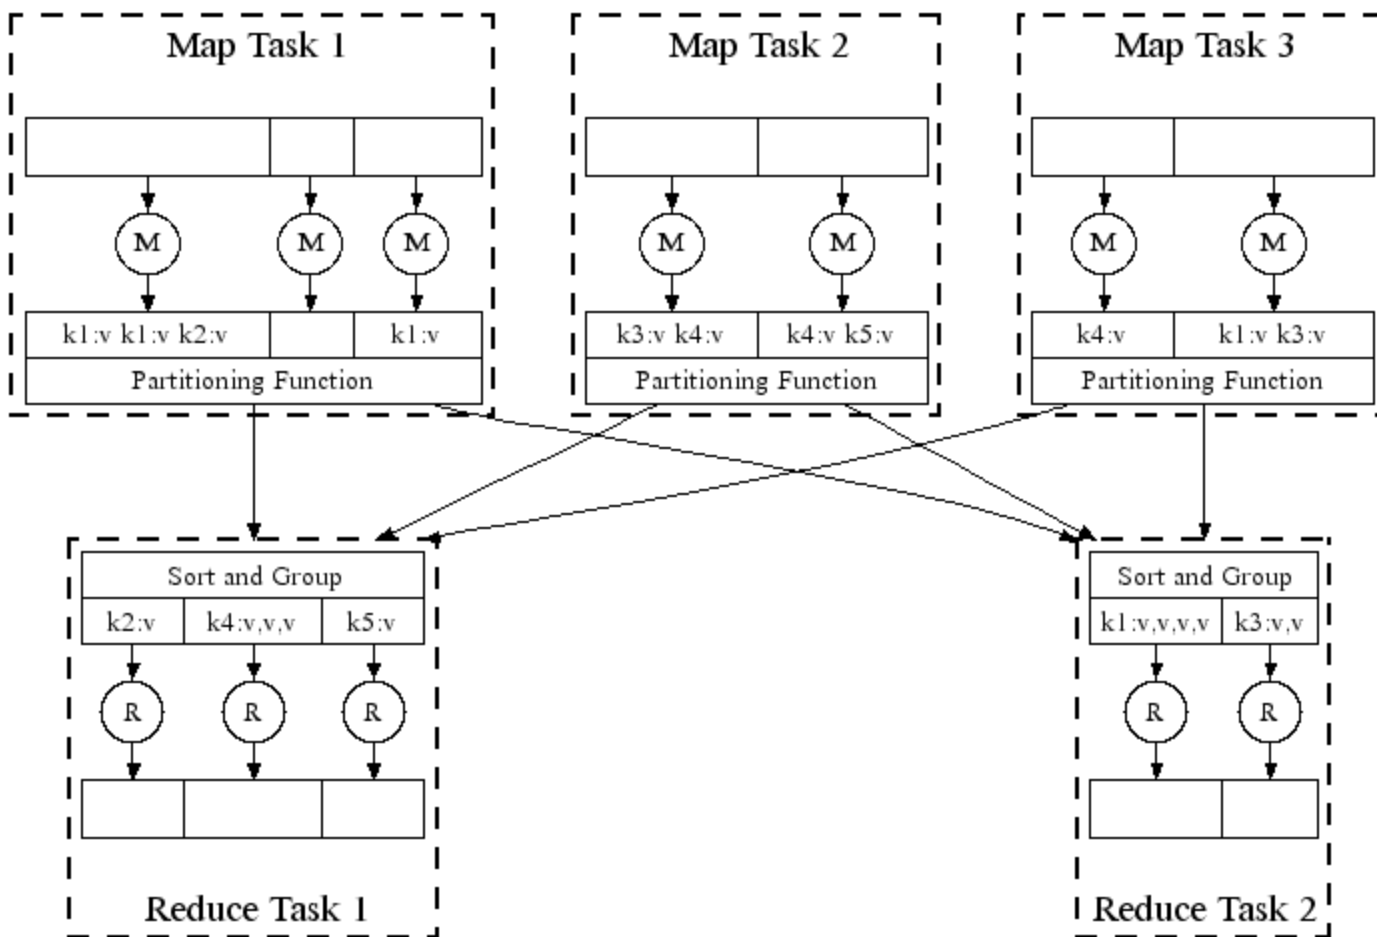 Map Task 1
Map Task 2
Map Task 3
M
M
M
M
M
M
M
k1:v k1:v k2:v
k1:v
k3:v k4:v
k4:v k5:v
k4:v
k1:v k3:v
Partitioning Function
Partitioning Function
Partitioning Function
Sort and Group
Sort and Group
k2:v
k4:v,v,v
k5:v
k1:v,v,v,v
k3:v,v
R
R
R
R
R
Reduce Task 1
Reduce Task 2